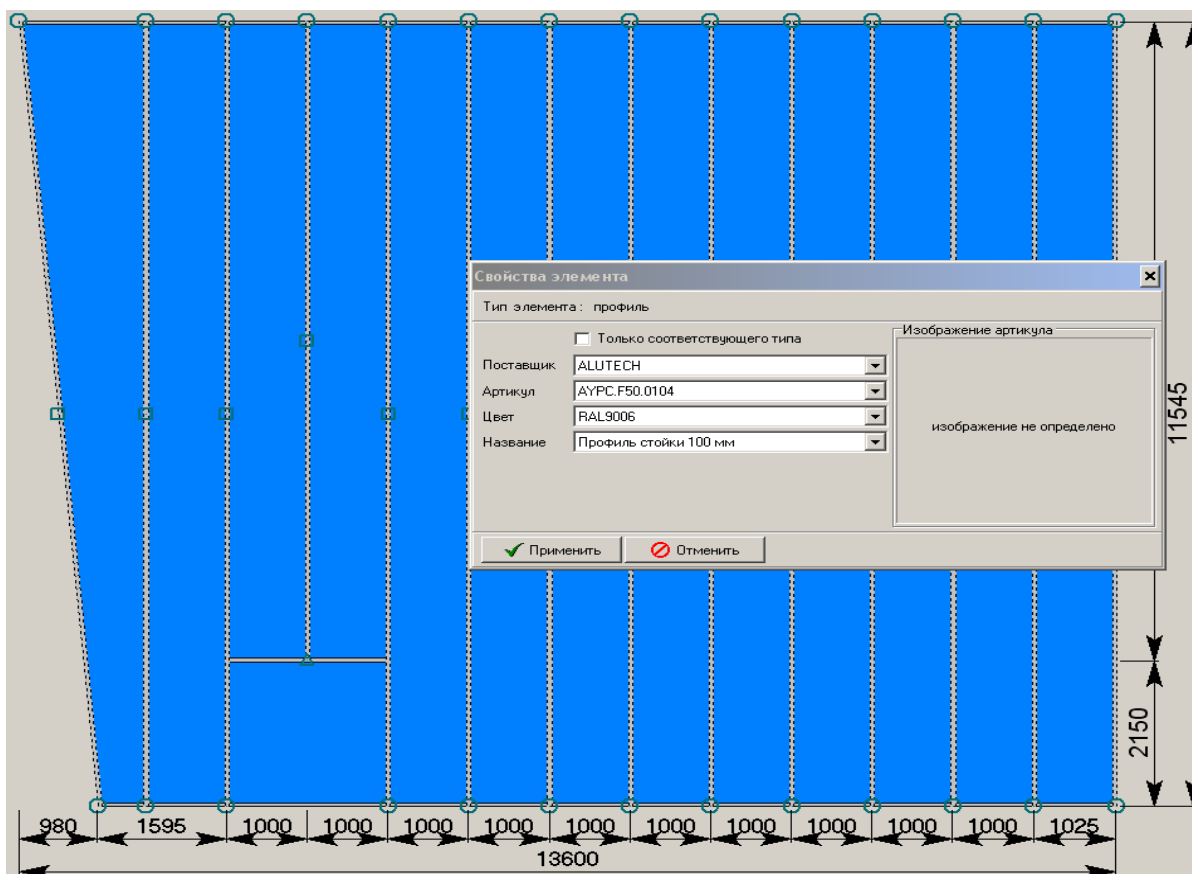 Свойства элемента
Тип элемента: профиль
Только соответствующего типа
Поставщик ALUTECH
Артикул AYPC.F50.0104
Цвет RAL9006
Название Профиль стойки 100 мм
Изображение артикула
изображение не определено
Применить Отменить
11545
2150
980 1595 1000 1000 1000 1000 1000 1000 1000 1000 1000 1000 1025
13600